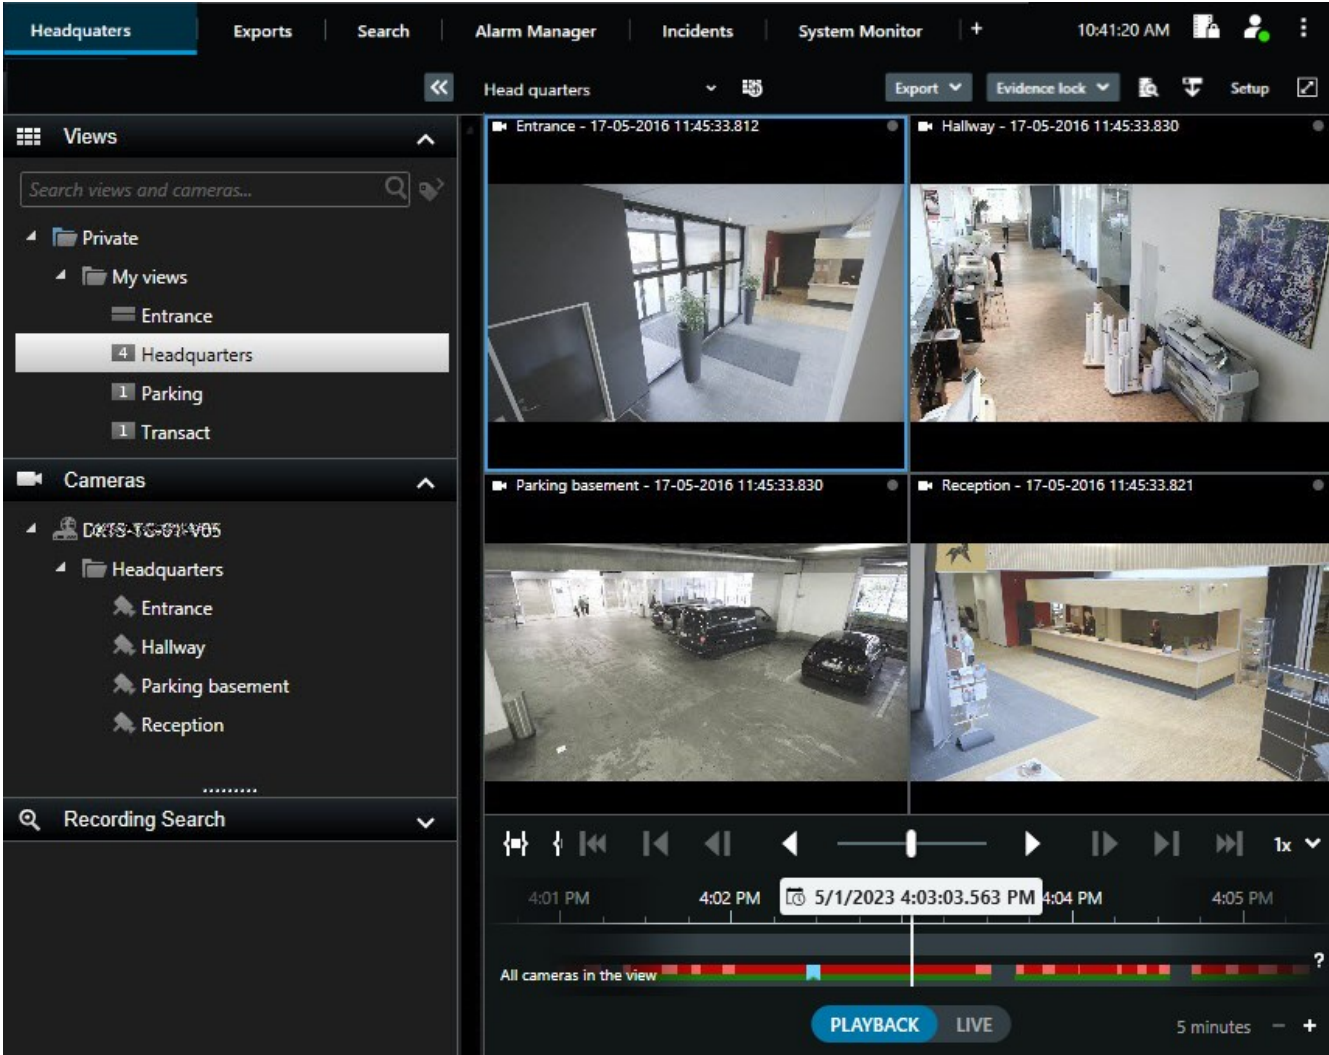 Headquaters Exports Search Alarm Manager Incidents System Monitor + 10:41:20 AM
Head quarters Export Evidence lock Setup
Views
Search views and cameras...
Private
My views
Entrance
4 Headquarters
1 Parking
1 Transact
Cameras
Headquarters
Entrance
Hallway
Parking basement
Reception
Recording Search
Entrance - 17-05-2016 11:45:33.812
Hallway - 17-05-2016 11:45:33.830
Parking basement - 17-05-2016 11:45:33.830
Reception - 17-05-2016 11:45:33.821
1x
4:01 PM 4:02 PM 5/1/2023 4:03:03.563 PM 4:04 PM 4:05 PM
All cameras in the view ?
PLAYBACK LIVE
5 minutes - +